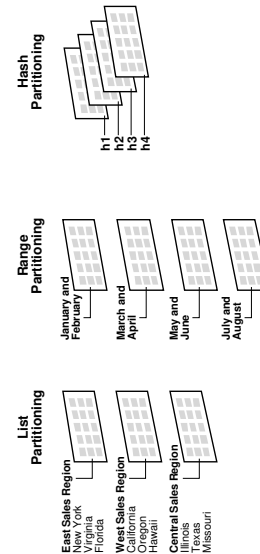 List
Partitioning
East Sales Region
New York
Virginia
Florida
West Sales Region
California
Oregon
Hawaii
Central Sales Region
Illinois
Texas
Missouri
Range
Partitioning
January and
February
March and
April
May and
June
July and
August
Hash
Partitioning
h1
h2
h3
h4